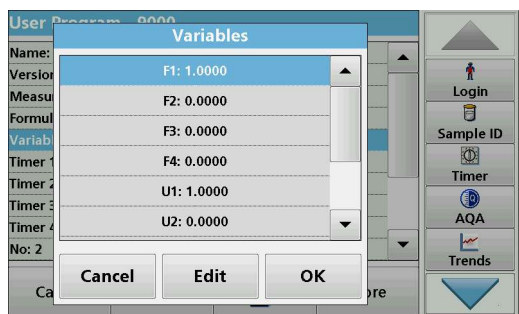 User Program 9000
Variables
Name:
Version
Measu
Formul
Variab
Timer 1
Timer 2
Timer 3
Timer 4
No: 2
F1: 1.0000
F2: 0.0000
F3: 0.0000
F4: 0.0000
U1: 1.0000
U2: 0.0000
Cancel
Edit
OK
Ca
ore
Login
Sample ID
Timer
AQA
Trends